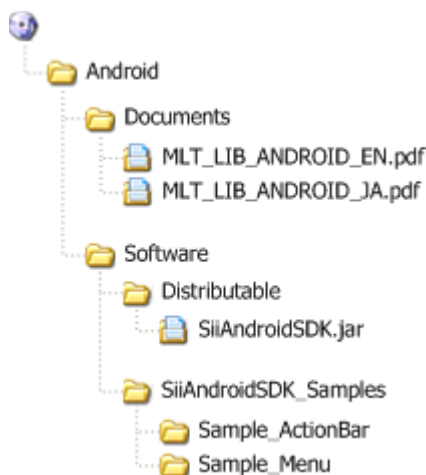 Android
Documents
MLT_LIB_ANDROID_EN.pdf
MLT_LIB_ANDROID_JA.pdf
Software
Distributable
SiiAndroidSDK.jar
SiiAndroidSDK_Samples
Sample_ActionBar
Sample_Menu